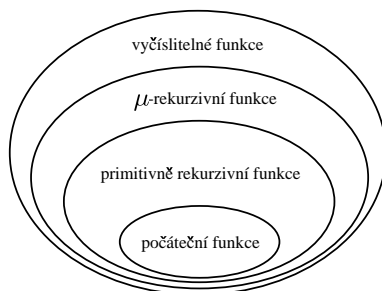 vyčíslitelné funkce
μ-rekurzivní funkce
primitivně rekurzivní funkce
počáteční funkce